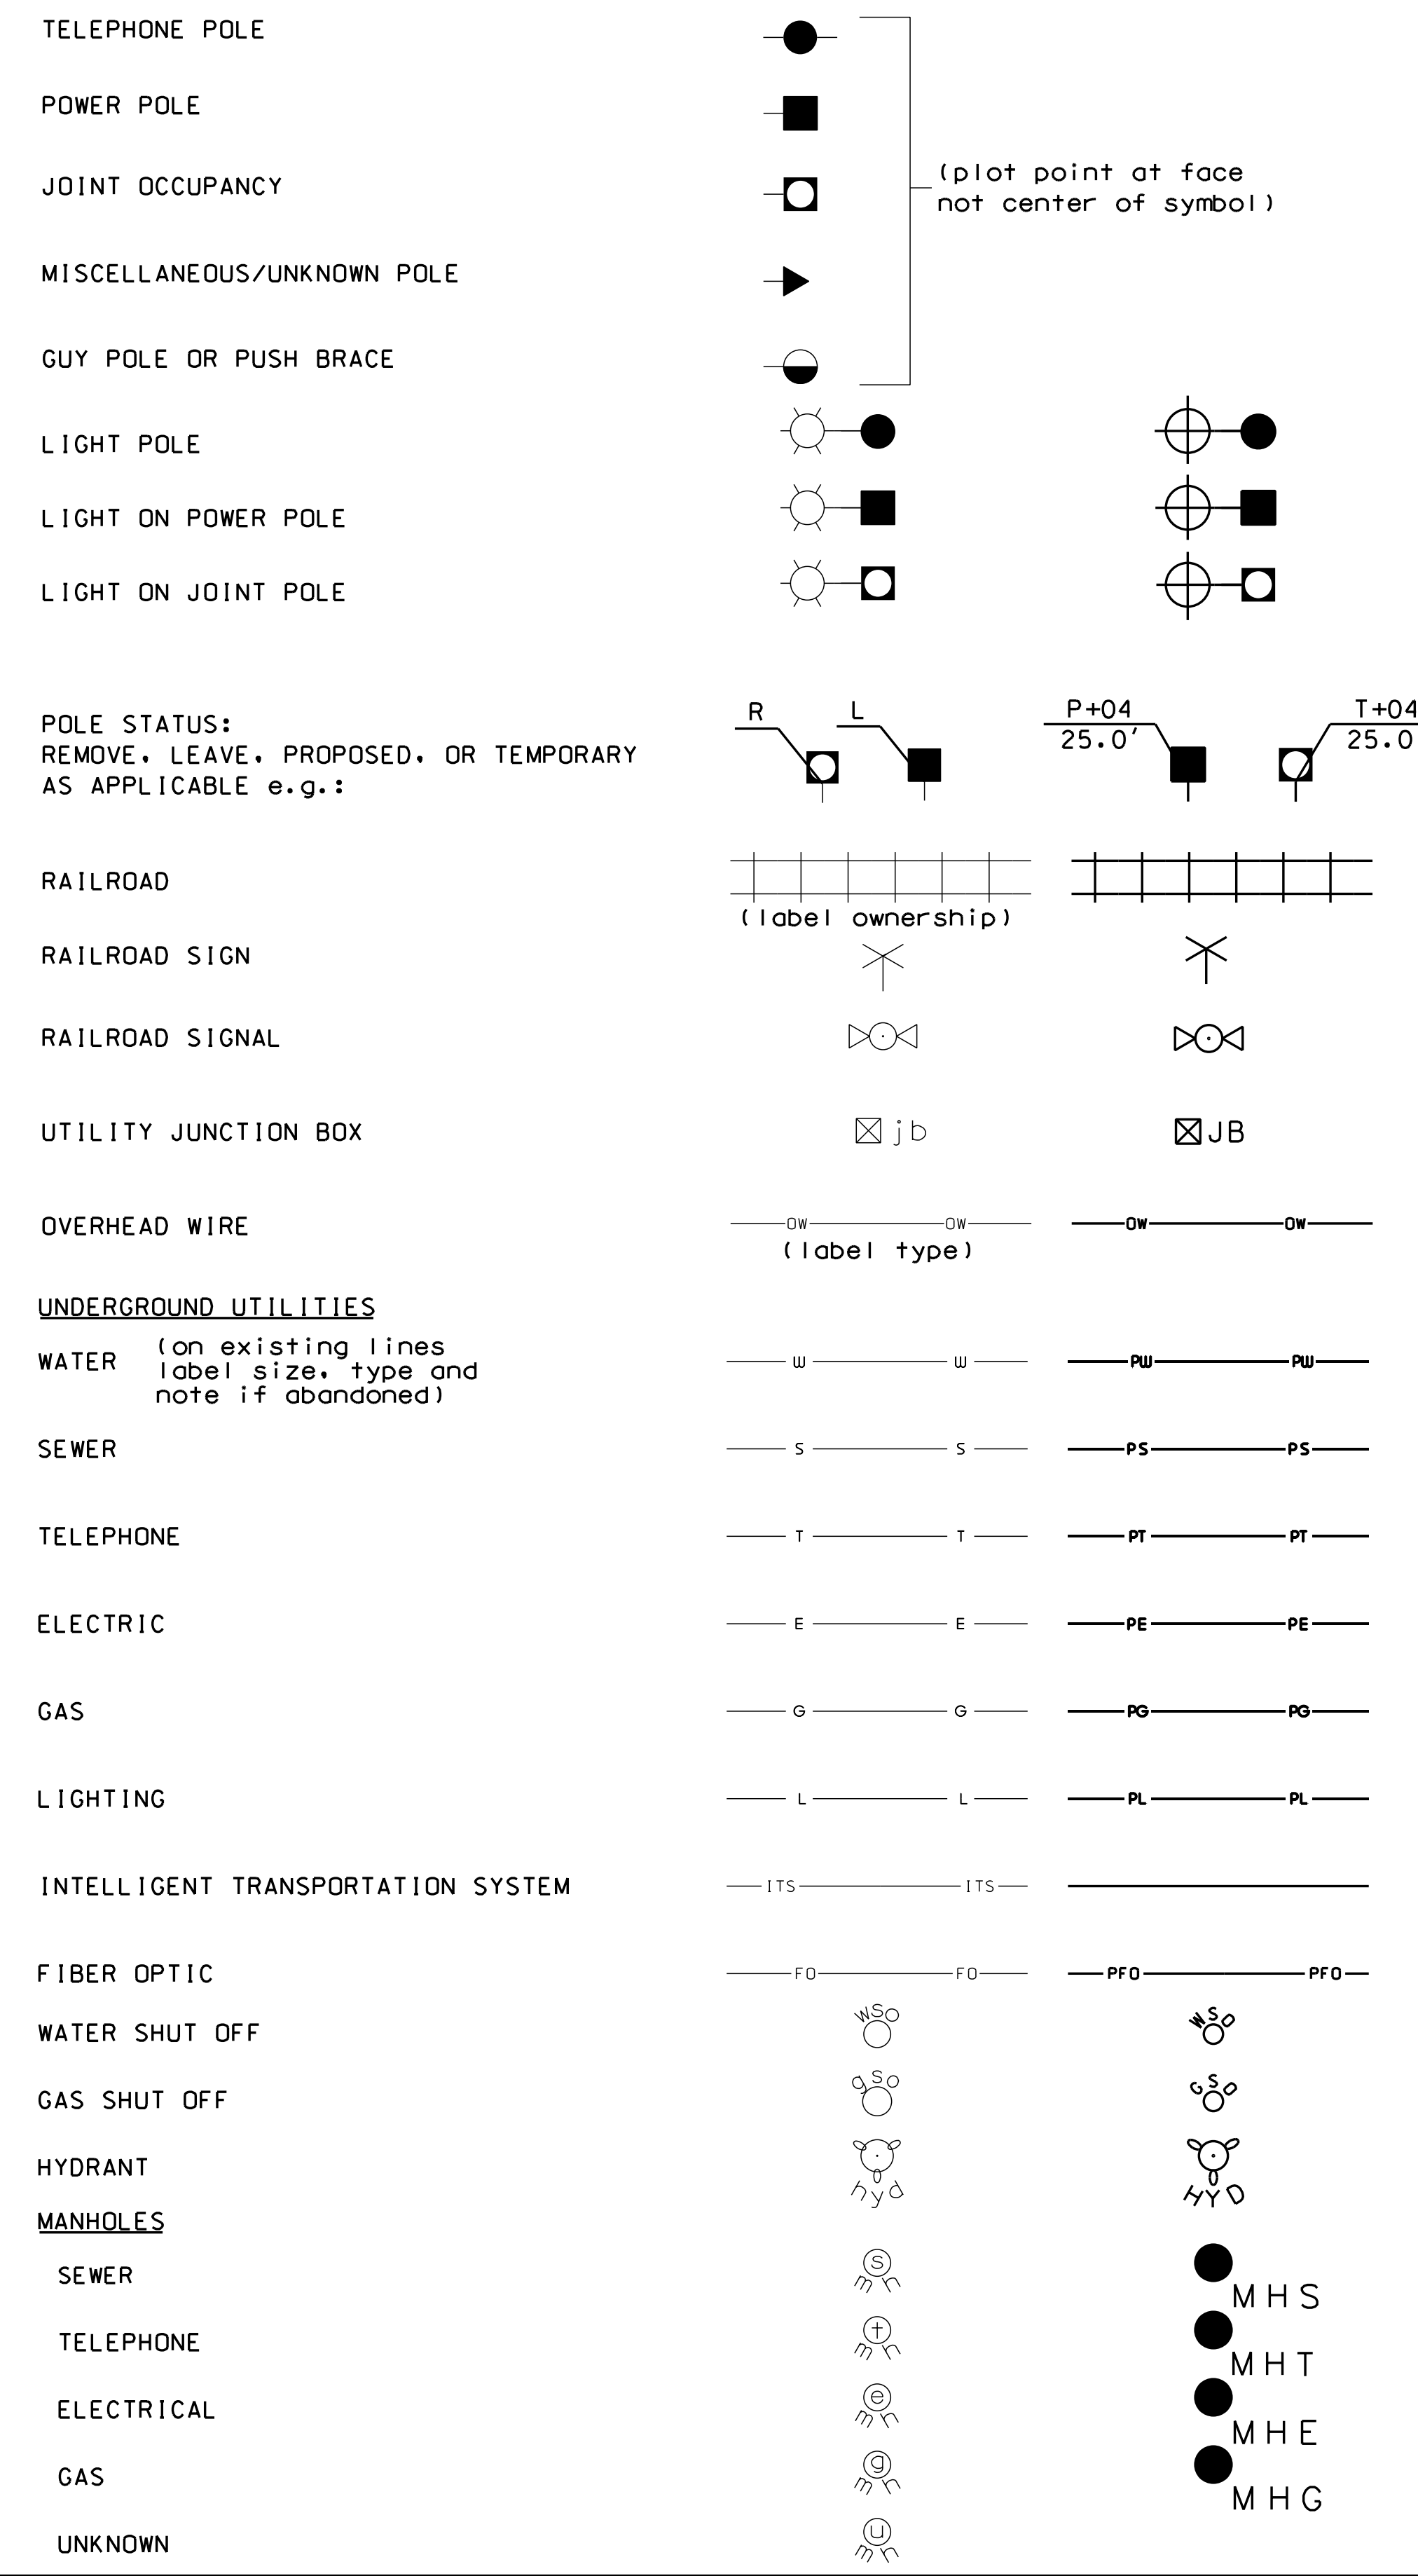 TELEPHONE POLE
POWER POLE
JOINT OCCUPANCY
(plot point at face
not center of symbol)
MISCELLANEOUS/UNKNOWN POLE
GUY POLE OR PUSH BRACE
LIGHT POLE
LIGHT ON POWER POLE
LIGHT ON JOINT POLE
POLE STATUS:
REMOVE, LEAVE, PROPOSED, OR TEMPORARY
AS APPLICABLE e.g.:
R L P+04 T+04
25.0' 25.0
RAILROAD
(label ownership)
RAILROAD SIGN
RAILROAD SIGNAL
UTILITY JUNCTION BOX jb JB
OVERHEAD WIRE OW OW OW OW
(label type)
UNDERGROUND UTILITIES
WATER (on existing lines
label size, type and
note if abandoned)
W W PW PW
SEWER S S PS PS
TELEPHONE T T PT PT
ELECTRIC E E PE PE
GAS G G PG PG
LIGHTING L L PL PL
INTELLIGENT TRANSPORTATION SYSTEM ITS ITS
FIBER OPTIC FO FO PFO PFO
WATER SHUT OFF WSO WSO
GAS SHUT OFF gso GSO
HYDRANT hyd HYD
MANHOLES
SEWER s mh MHS
TELEPHONE t mh MHT
ELECTRICAL e mh MHE
GAS g mh MHG
UNKNOWN u mh